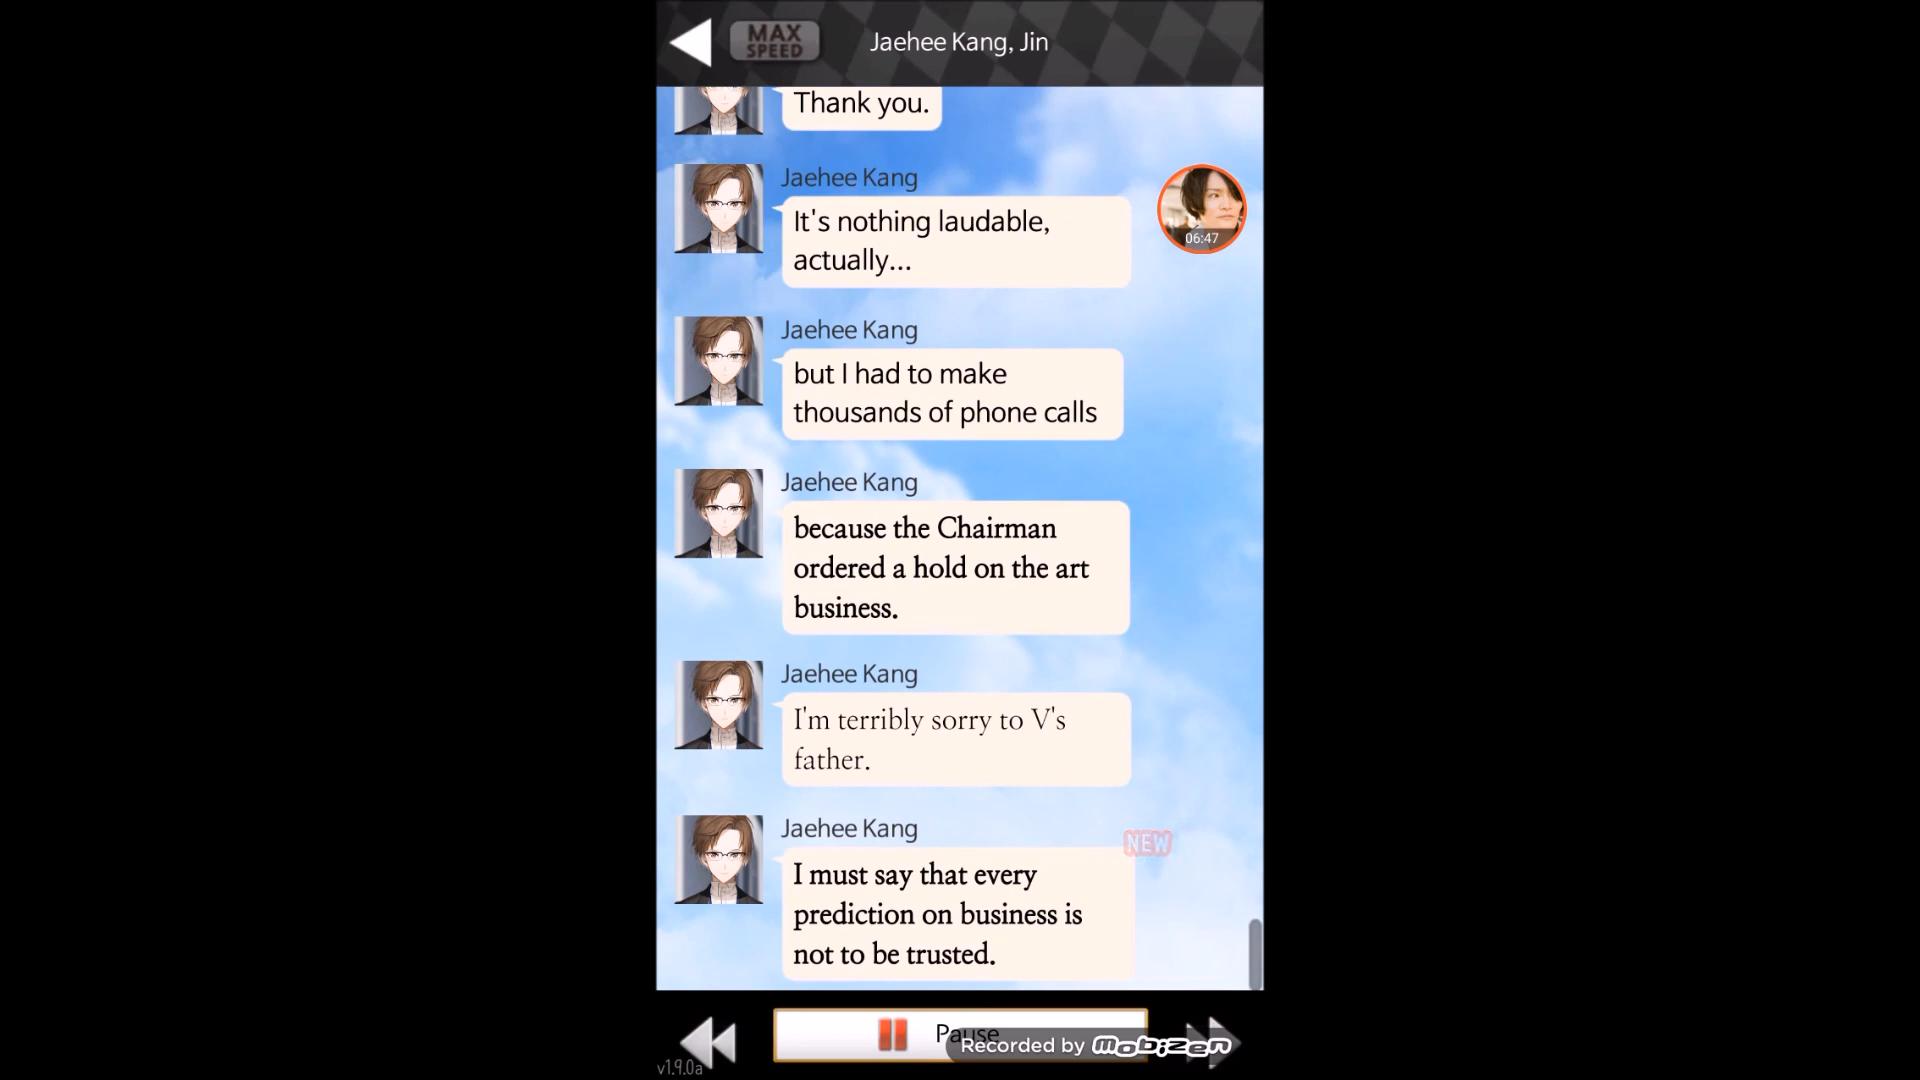 MAX
SPEED
Jaehee Kang, Jin
Thank you.
Jaehee Kang
It's nothing laudable,
actually...
06:47
Jaehee Kang
but I had to make
thousands of phone calls
Jaehee Kang
because the Chairman
ordered a hold on the art
business.
Jaehee Kang
I'm terribly sorry to V's
father.
Jaehee Kang
NEW
I must say that every
prediction on business is
not to be trusted.
Pause
Recorded by Mobizen
v1.9.0a